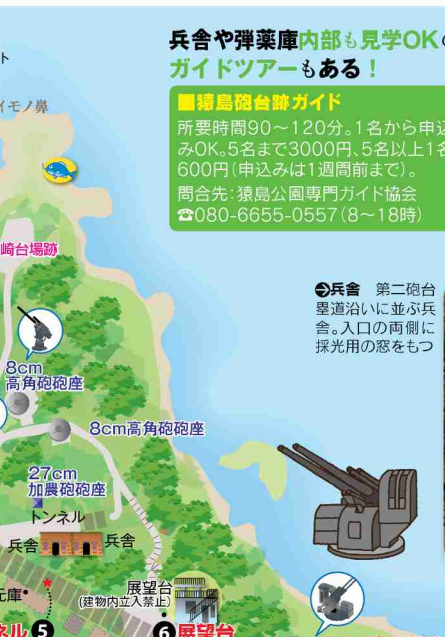 兵舎や弾薬庫内部も見学OKの
ガイドツアーもある！
■猿島砲台跡ガイド
所要時間90〜120分。1名から申込
みOK。5名まで3000円、5名以上1名
600円（申込みは1週間前まで）。
問合先：猿島公園専門ガイド協会
☎080-6655-0557（8〜18時）
ト
イモノ鼻
崎台場跡
➔兵舎 第二砲台
塁道沿いに並ぶ兵
舎。入口の両側に
採光用の窓をもつ
8cm
高角砲砲座
8cm高角砲砲座
27cm
加農砲砲座
トンネル
兵舎
兵舎
元庫
展望台
(建物内立入禁止)
ネル❺
❻展望台